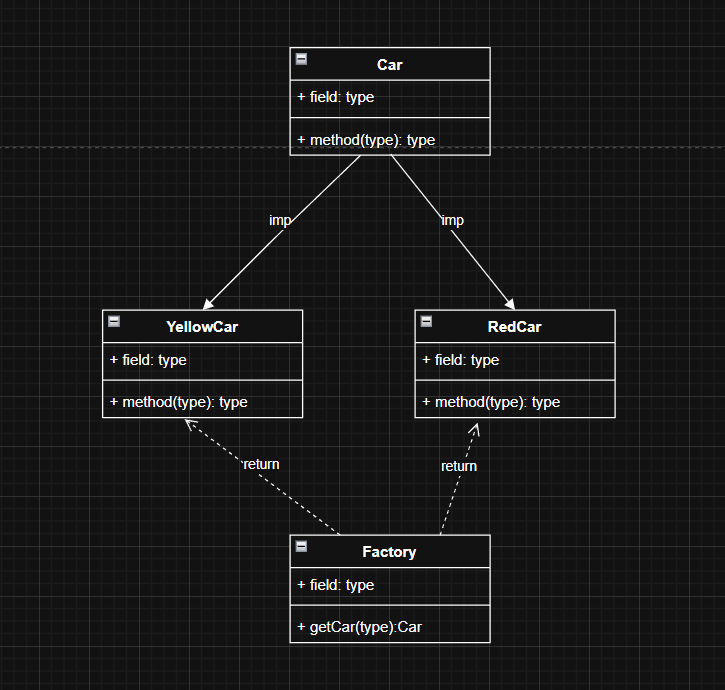 Car
+ field: type
+ method(type): type
imp
imp
YellowCar
+ field: type
+ method(type): type
RedCar
+ field: type
+ method(type): type
return
return
Factory
+ field: type
+ getCar(type):Car